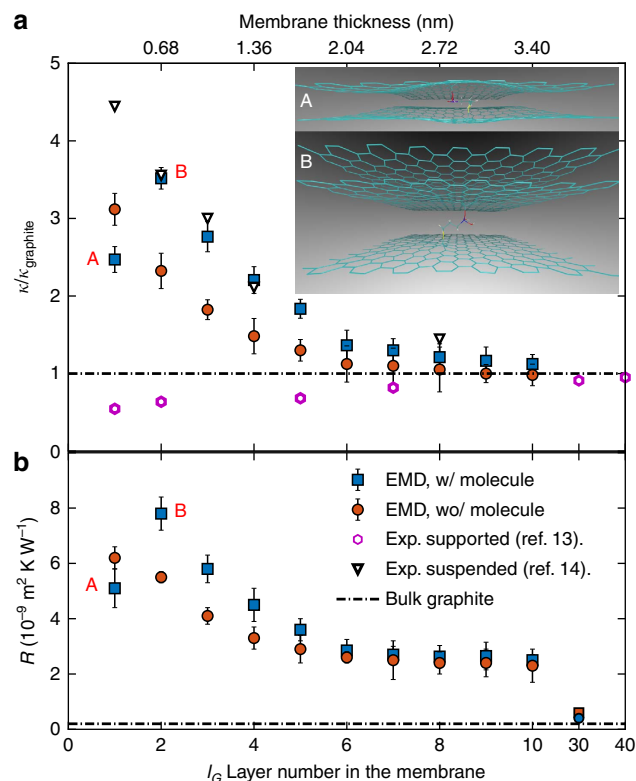 a
Membrane thickness (nm)
0.68 1.36 2.04 2.72 3.40
5
4
3
2
1
κ/κgraphite
A
B
A
B
b
8
6
4
2
0
R (10⁻⁹ m² K W⁻¹)
A
B
EMD, w/ molecule
EMD, wo/ molecule
Exp. supported (ref. 13).
Exp. suspended (ref. 14).
Bulk graphite
0 2 4 6 8 10 30 40
lG Layer number in the membrane